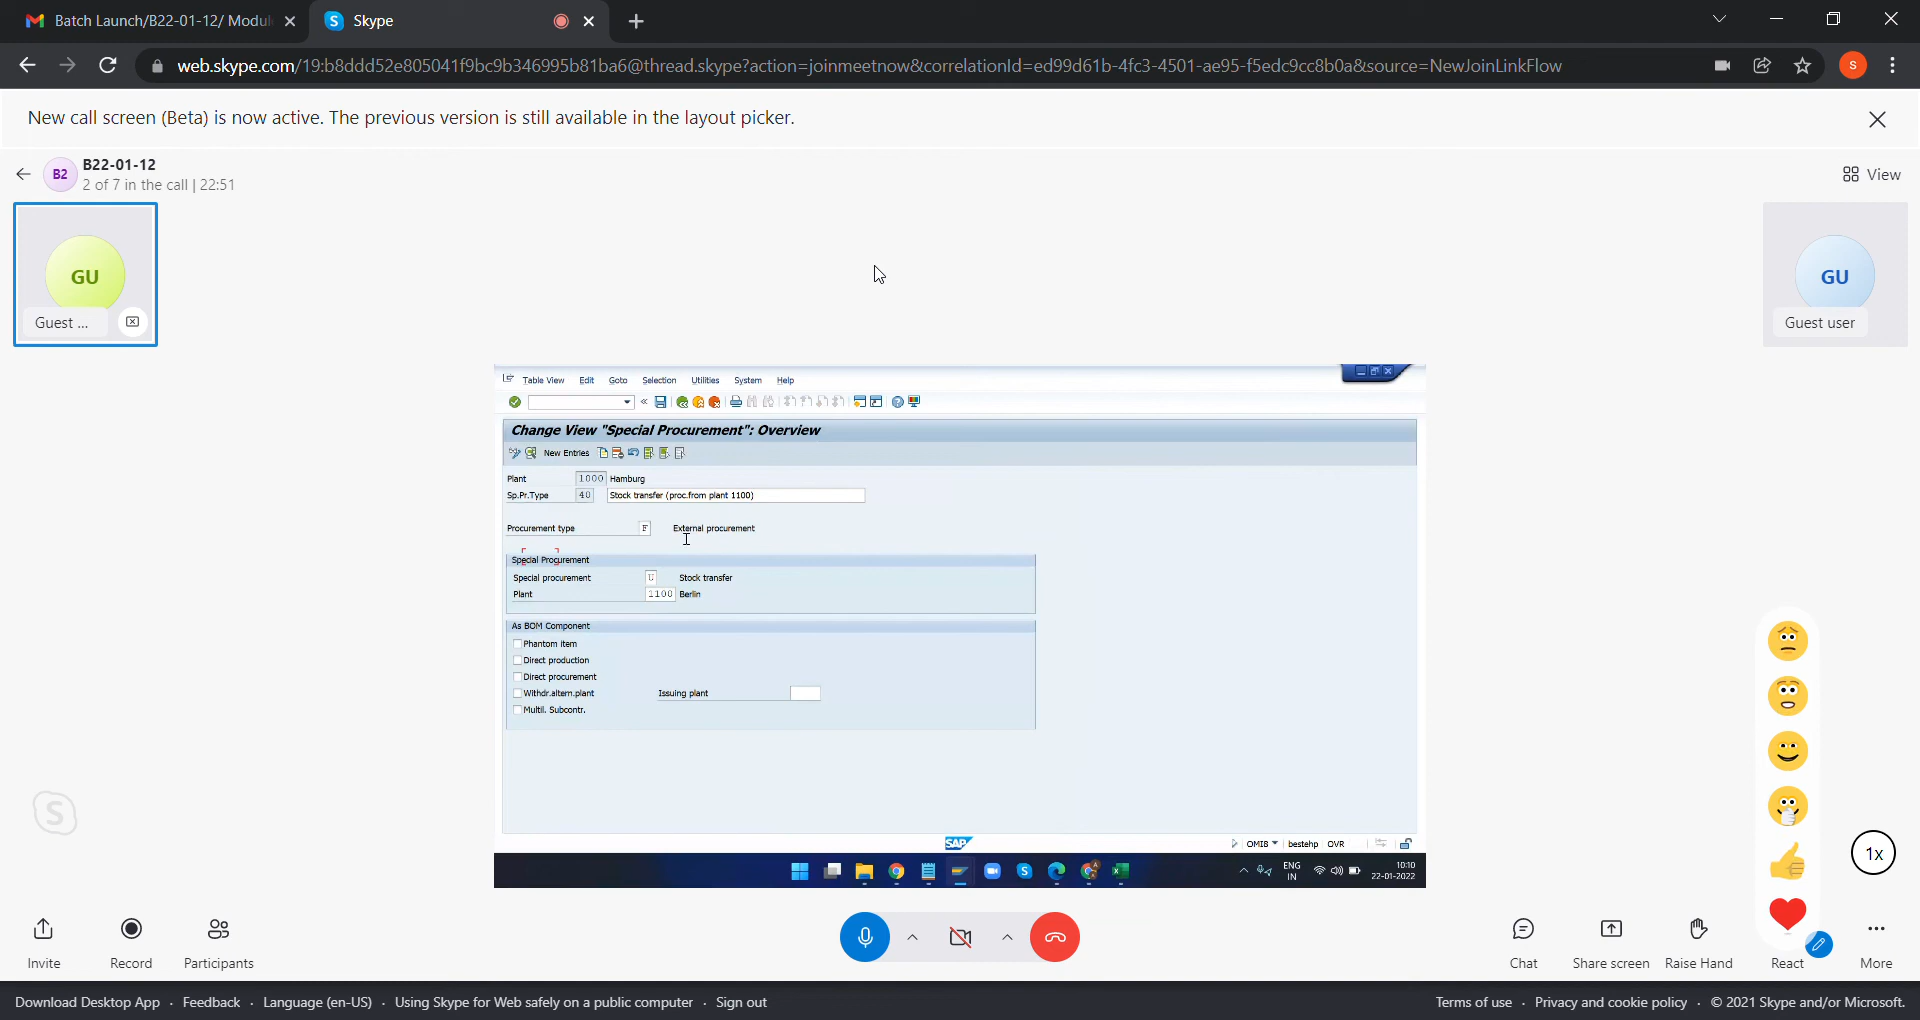 Batch Launch/B22-01-12/ Modul
Skype
web.skype.com/19:b8ddd52e805041f9bc9b346995b81ba6@thread.skype?action=joinmeetnow&correlationId=ed99d61b-4fc3-4501-ae95-f5edc9cc8b0a&source=NewJoinLinkFlow
S
New call screen (Beta) is now active. The previous version is still available in the layout picker.
B2
B22-01-12
2 of 7 in the call | 22:51
View
GU
Guest ...
GU
Guest user
Table View Edit Goto Selection Utilities System Help
Change View "Special Procurement": Overview
New Entries
Plant 1000 Hamburg
Sp.Pr.Type 40 Stock transfer (proc.from plant 1100)
Procurement type F External procurement
Special Procurement
Special procurement U Stock transfer
Plant 1100 Berlin
As BOM Component
Phantom item
Direct production
Direct procurement
Withdr.altern.plant Issuing plant
Multil. Subcontr.
SAP
OMIB bestehp OVR
ENG
IN
10:10
22-01-2022
1x
Invite
Record
Participants
Chat
Share screen
Raise Hand
React
More
Download Desktop App · Feedback · Language (en-US) · Using Skype for Web safely on a public computer · Sign out
Terms of use · Privacy and cookie policy · © 2021 Skype and/or Microsoft.